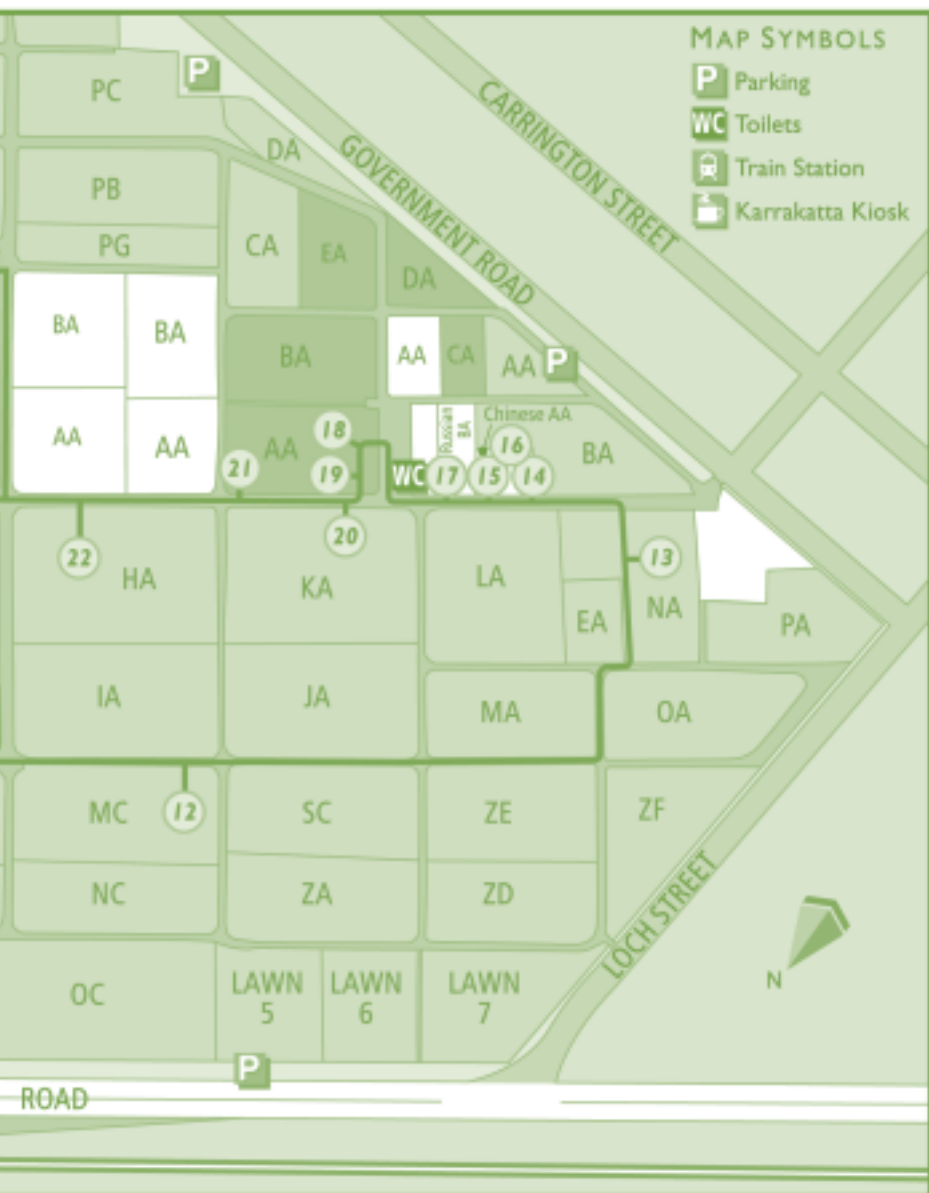 MAP SYMBOLS
P Parking
WC Toilets
Train Station
Karrakatta Kiosk
PC
P
DA
GOVERNMENT ROAD
CARRINGTON STREET
PB
PG
CA
EA
DA
BA
BA
BA
AA
CA
AA
P
AA
AA
AA
18
19
21
Russian
BA
Chinese AA
16
WC
17
15
14
BA
20
22
13
HA
KA
LA
EA
NA
PA
IA
JA
MA
OA
MC
12
SC
ZE
ZF
NC
ZA
ZD
LOCH STREET
OC
LAWN
5
LAWN
6
LAWN
7
N
P
ROAD